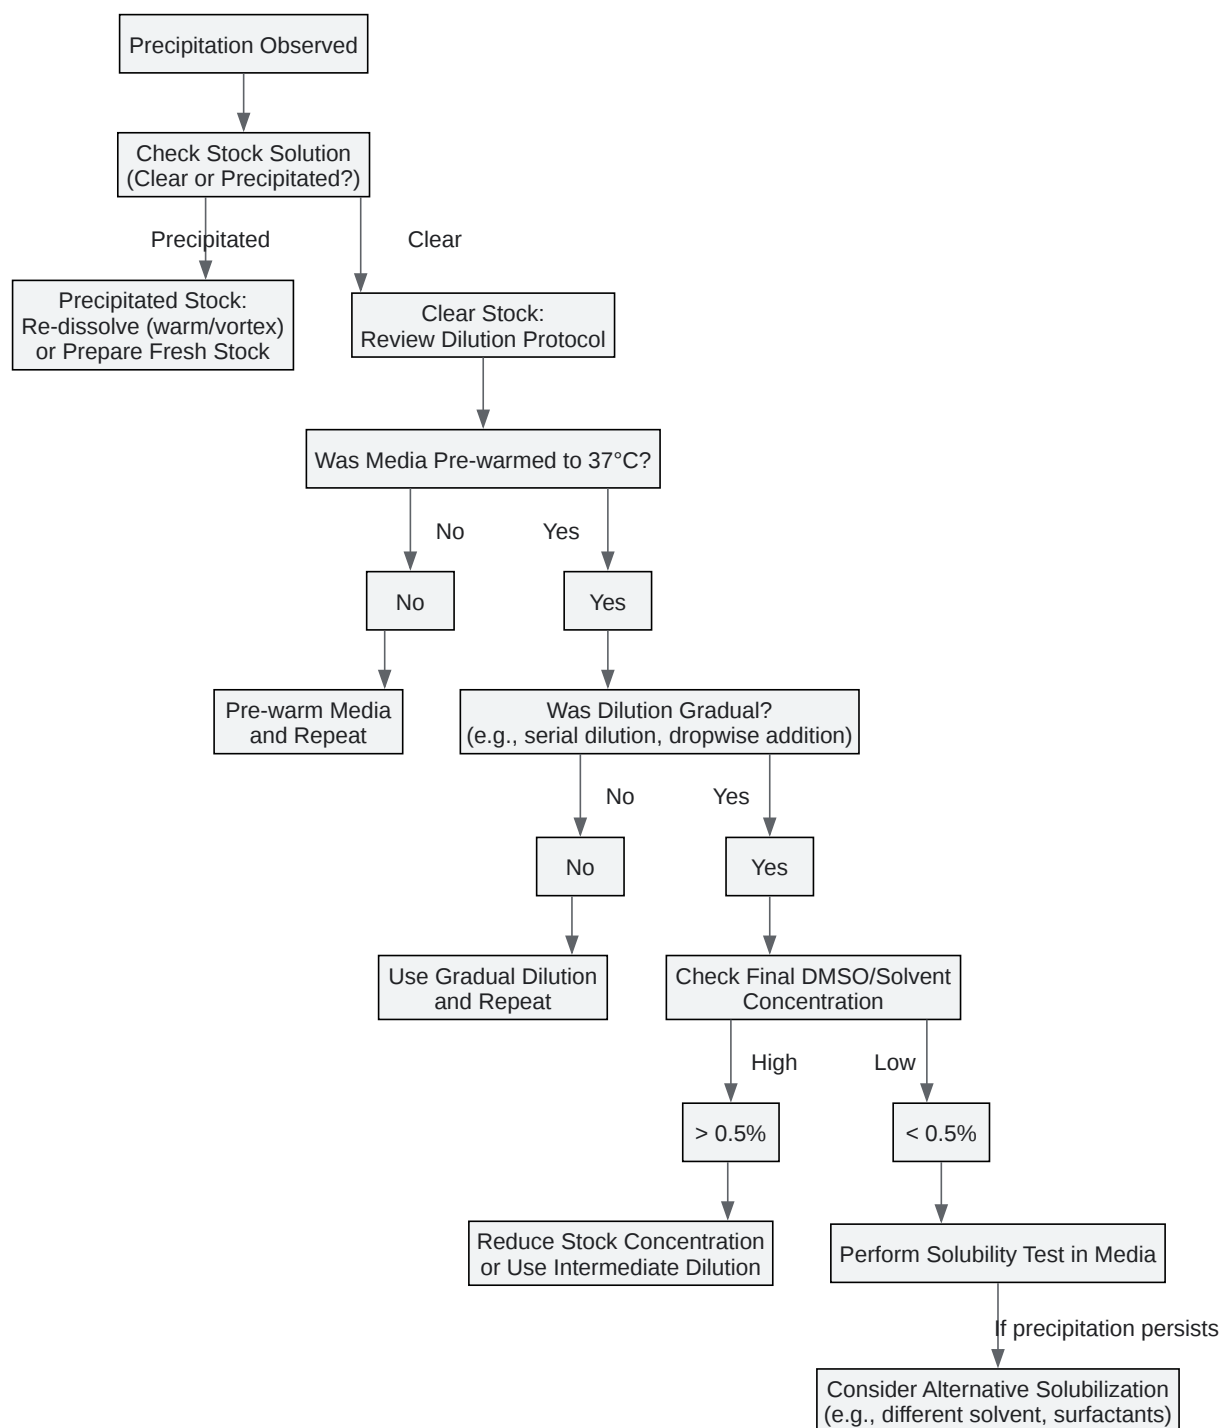 Precipitation Observed
Check Stock Solution
(Clear or Precipitated?)
Precipitated
Clear
Precipitated Stock:
Re-dissolve (warm/vortex)
or Prepare Fresh Stock
Clear Stock:
Review Dilution Protocol
Was Media Pre-warmed to 37°C?
No
Yes
No
Yes
Pre-warm Media
and Repeat
Was Dilution Gradual?
(e.g., serial dilution, dropwise addition)
No
Yes
No
Yes
Use Gradual Dilution
and Repeat
Check Final DMSO/Solvent
Concentration
High
Low
> 0.5%
< 0.5%
Reduce Stock Concentration
or Use Intermediate Dilution
Perform Solubility Test in Media
If precipitation persists
Consider Alternative Solubilization
(e.g., different solvent, surfactants)